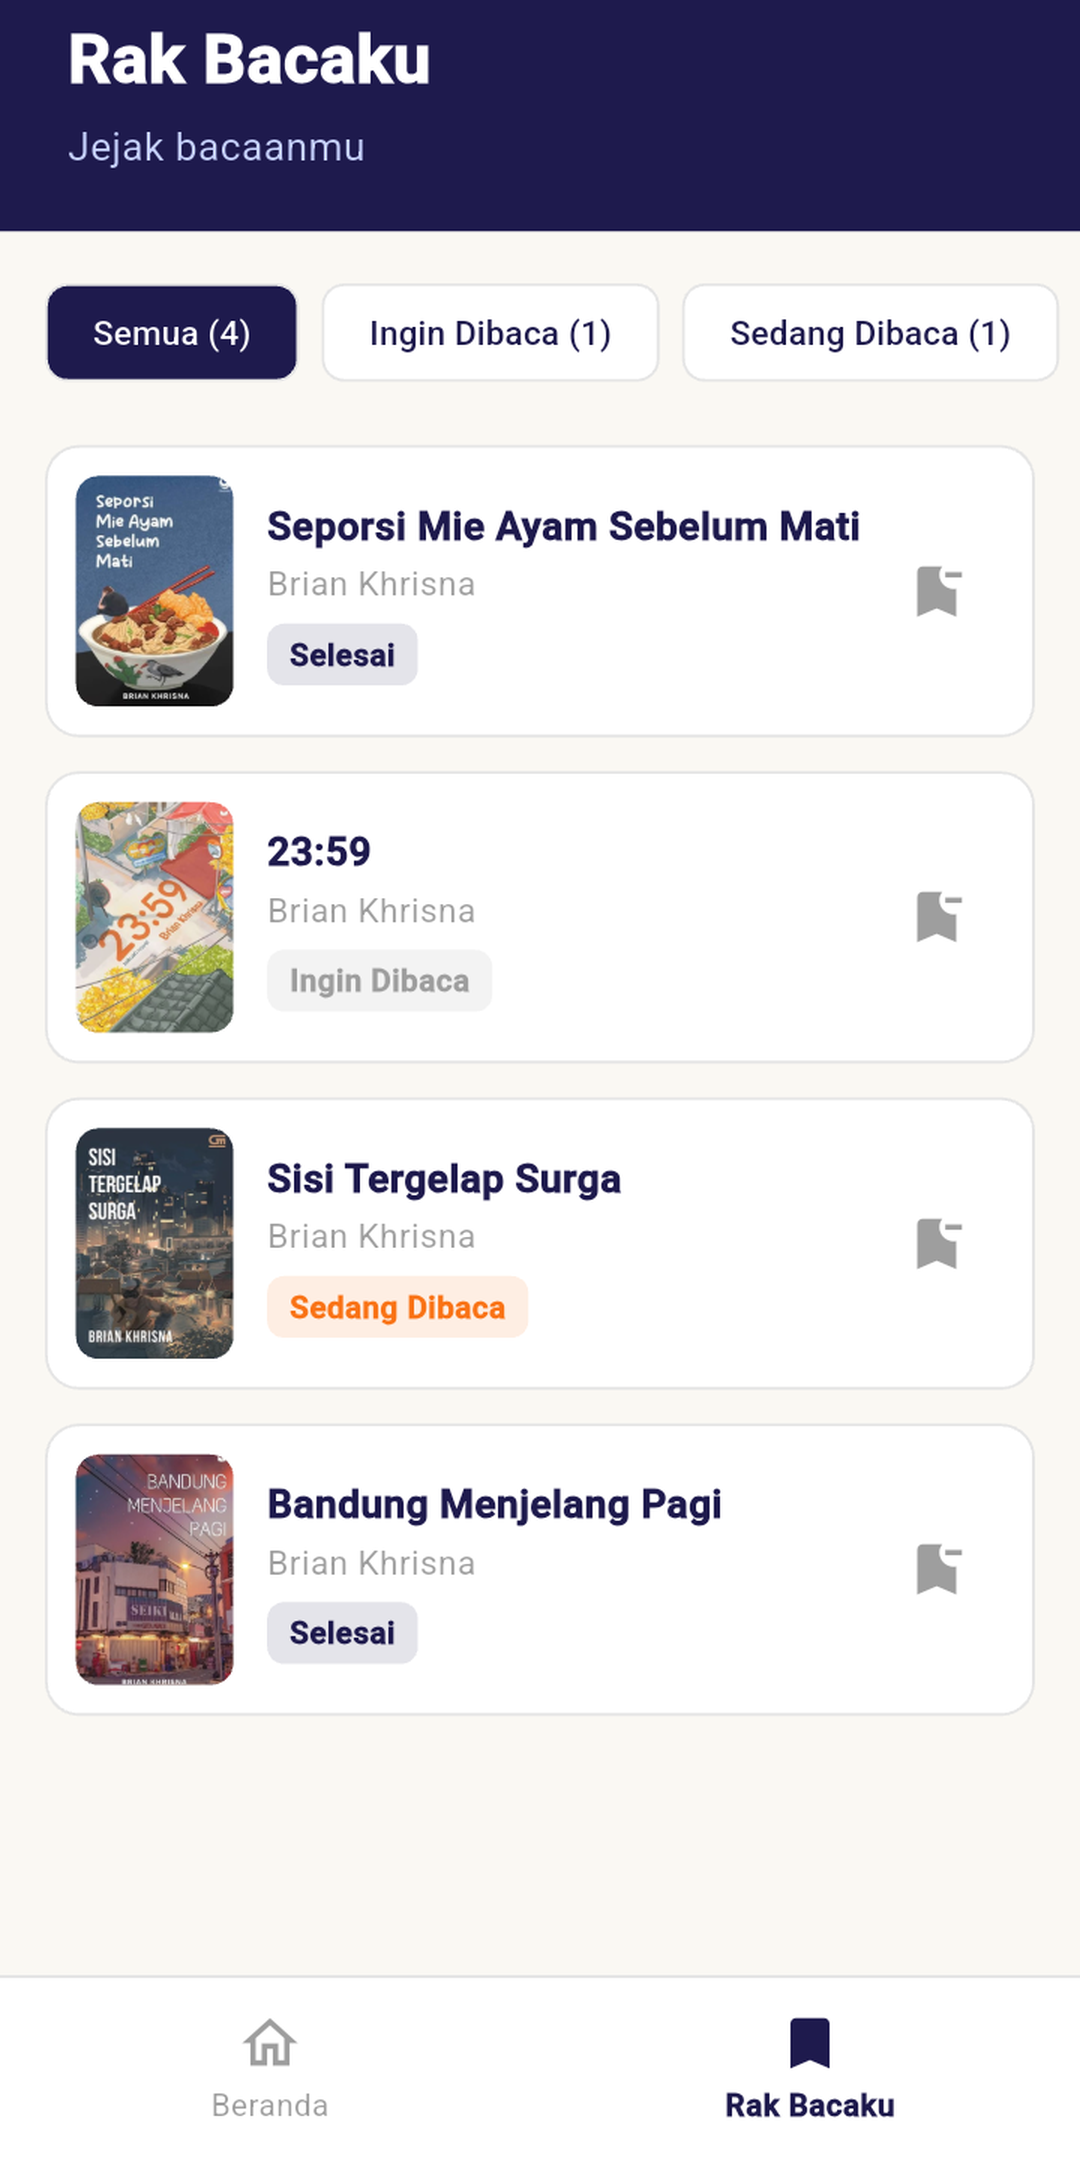 Rak Bacaku
Jejak bacaanmu
Semua (4)
Ingin Dibaca (1)
Sedang Dibaca (1)
Seporsi
Mie Ayam
Sebelum
Mati
BRIAN KHRISNA
Seporsi Mie Ayam Sebelum Mati
Brian Khrisna
Selesai
23:59
Brian Khrisna
23:59
Brian Khrisna
Ingin Dibaca
SISI
TERGELAP
SURGA
BRIAN KHRISNA
Sisi Tergelap Surga
Brian Khrisna
Sedang Dibaca
BANDUNG
MENJELANG
PAGI
SEIKI
BRIAN KHRISNA
Bandung Menjelang Pagi
Brian Khrisna
Selesai
Beranda
Rak Bacaku